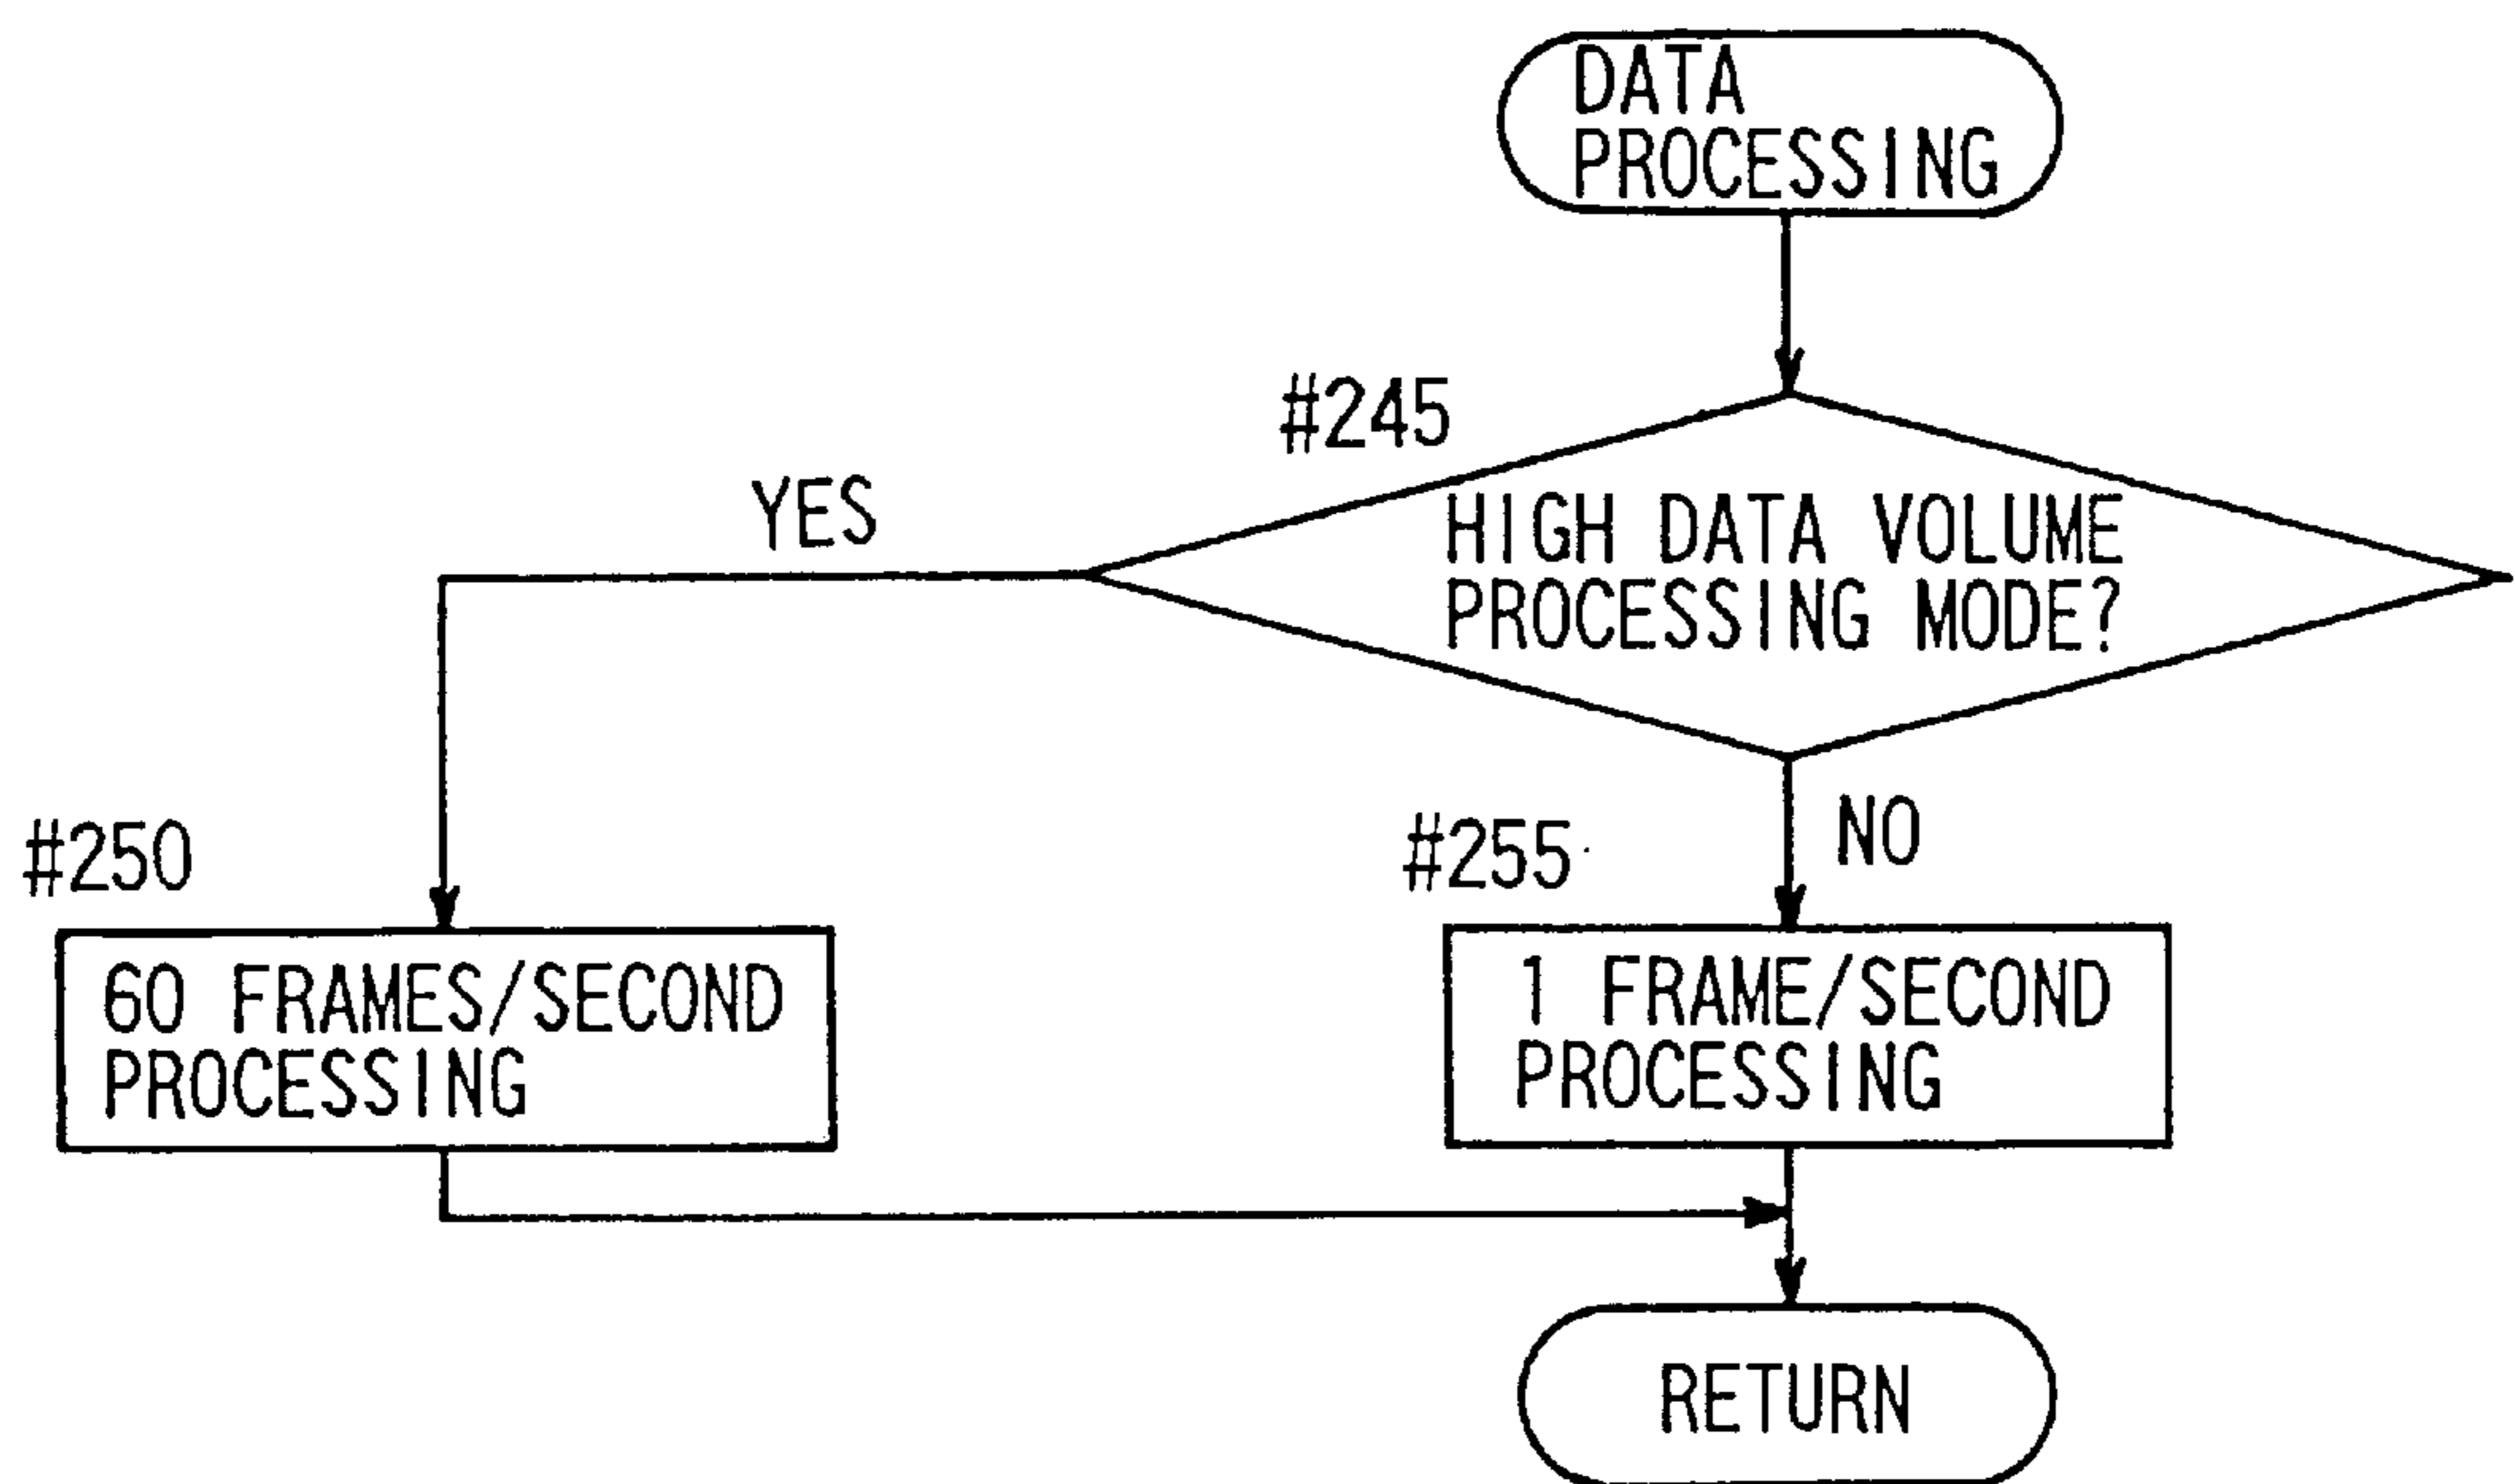 DATA
PROCESSING
#245
HIGH DATA VOLUME
PROCESSING MODE?
YES
NO
#250
60 FRAMES/SECOND
PROCESSING
#255
1 FRAME/SECOND
PROCESSING
RETURN